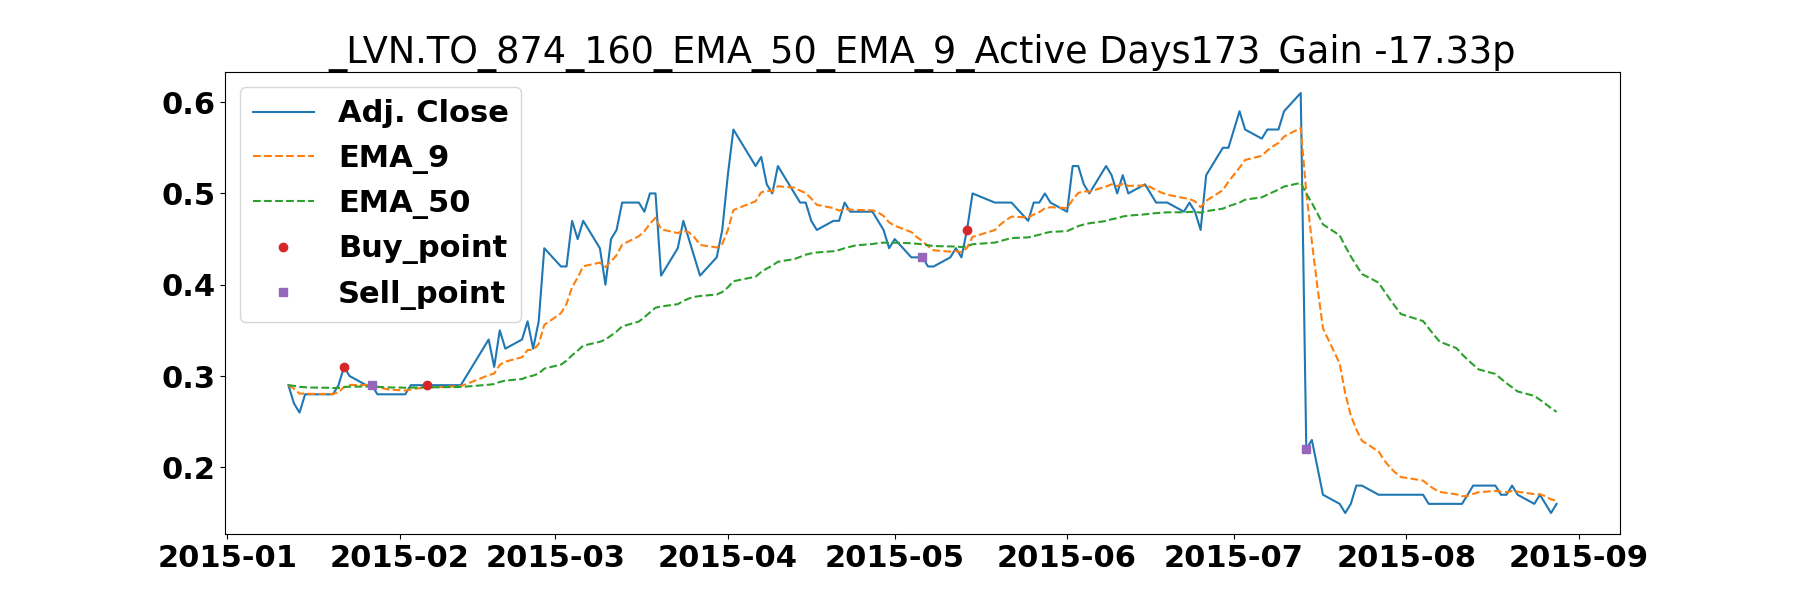 _LVN.TO_874_160_EMA_50_EMA_9_Active Days173_Gain -17.33p
Adj. Close
EMA_9
EMA_50
Buy_point
Sell_point
0.6
0.5
0.4
0.3
0.2
2015-01 2015-02 2015-03 2015-04 2015-05 2015-06 2015-07 2015-08 2015-09